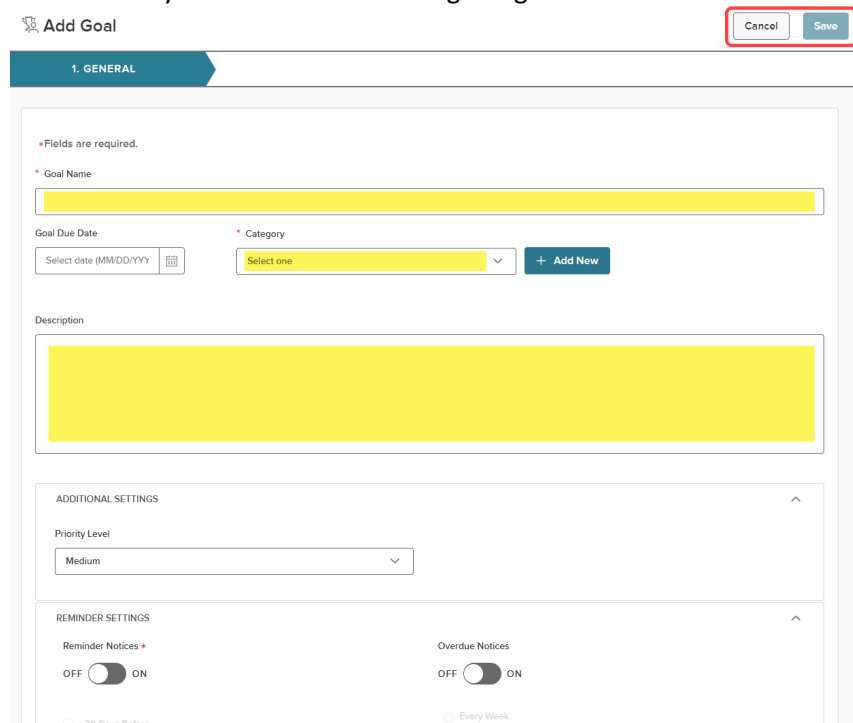 Add Goal
Cancel Save
1. GENERAL
*Fields are required.
* Goal Name
Goal Due Date * Category
Select date (MM/DD/YYY Select one + Add New
Description
ADDITIONAL SETTINGS
Priority Level
Medium
REMINDER SETTINGS
Reminder Notices * Overdue Notices
OFF ON OFF ON
Every Week